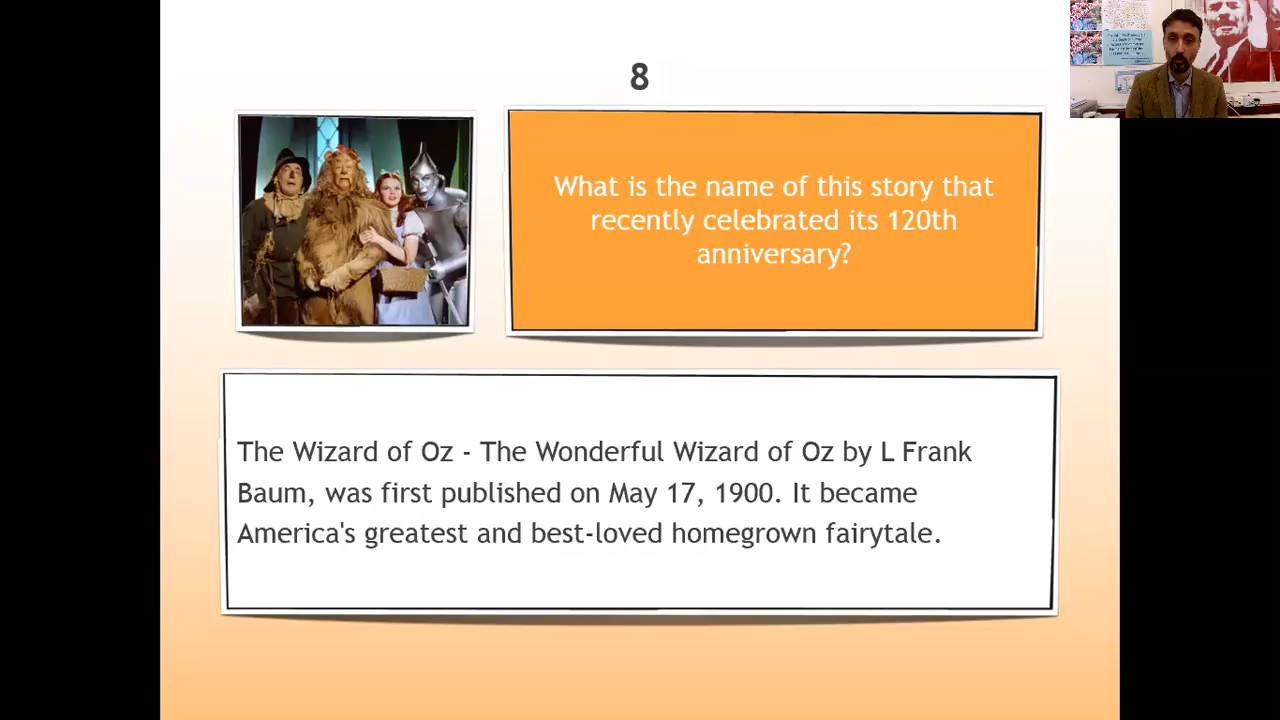 8
What is the name of this story that
recently celebrated its 120th
anniversary?
The Wizard of Oz - The Wonderful Wizard of Oz by L Frank
Baum, was first published on May 17, 1900. It became
America's greatest and best-loved homegrown fairytale.